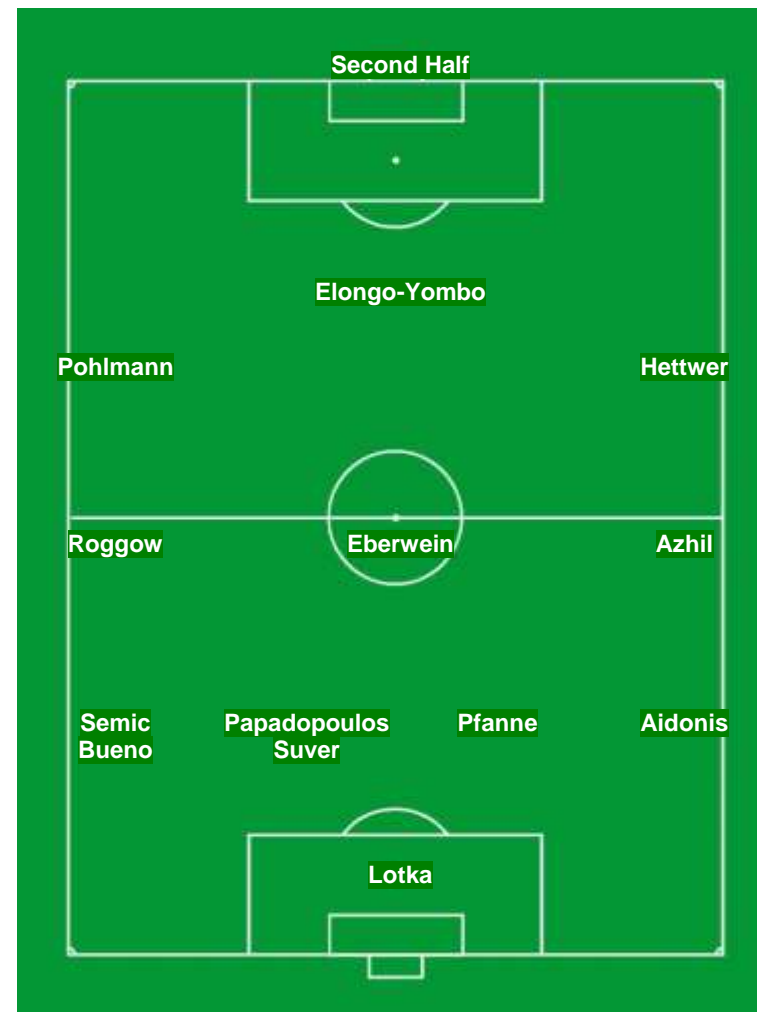 Second Half
Elongo-Yombo
Pohlmann
Hettwer
Roggow
Eberwein
Azhil
Semic
Papadopoulos
Pfanne
Aidonis
Bueno
Suver
Lotka